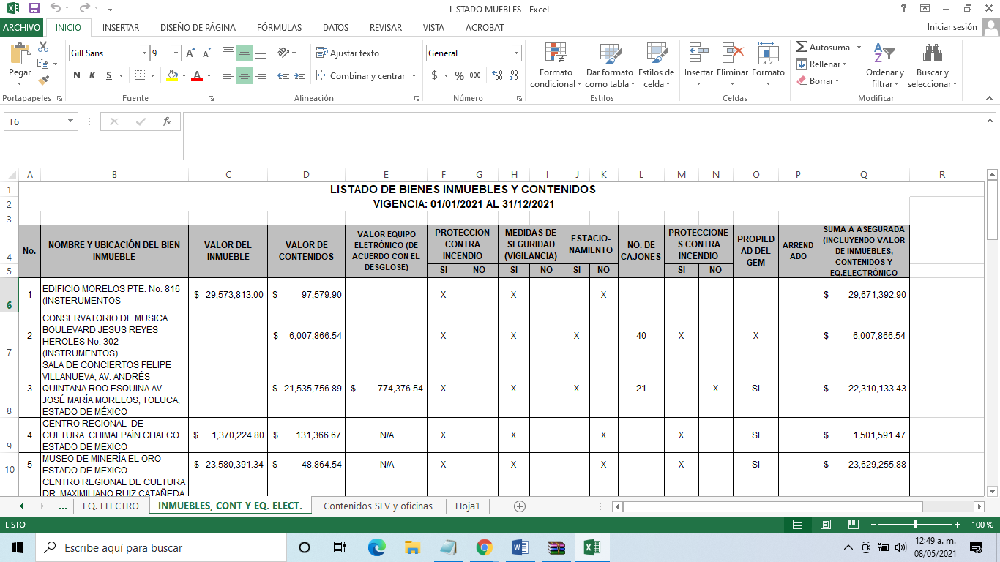 LISTADO MUEBLES - Excel
ARCHIVO INICIO INSERTAR DISEÑO DE PÁGINA FÓRMULAS DATOS REVISAR VISTA ACROBAT Iniciar sesión
Gill Sans 9 Ajustar texto General Autosuma
Pegar N K S Combinar y centrar $ % 000 Formato condicional Dar formato como tabla Estilos de celda Insertar Eliminar Formato Rellenar Borrar Ordenar y filtrar Buscar y seleccionar
Portapapeles Fuente Alineación Número Estilos Celdas Modificar
T6 fx
A B C D E F G H I J K L M N O P Q R
1 LISTADO DE BIENES INMUEBLES Y CONTENIDOS
2 VIGENCIA: 01/01/2021 AL 31/12/2021
3
4 No. NOMBRE Y UBICACIÓN DEL BIEN INMUEBLE VALOR DEL INMUEBLE VALOR DE CONTENIDOS VALOR EQUIPO ELETRÓNICO (DE ACUERDO CON EL DESGLOSE) PROTECCION CONTRA INCENDIO MEDIDAS DE SEGURIDAD (VIGILANCIA) ESTACIO-NAMIENTO NO. DE CAJONES PROTECCIONE S CONTRA INCENDIO PROPIED AD DEL GEM ARREND ADO SUMA A ASEGURADA (INCLUYENDO VALOR DE INMUEBLES, CONTENIDOS Y EQ.ELECTRÓNICO
5 SI NO SI NO SI NO SI NO
6 1 EDIFICIO MORELOS PTE. No. 816 (INSTERUMENTOS $ 29,573,813.00 $ 97,579.90 X X X $ 29,671,392.90
7 2 CONSERVATORIO DE MUSICA BOULEVARD JESUS REYES HEROLES No. 302 (INSTRUMENTOS) $ 6,007,866.54 X X X 40 X X $ 6,007,866.54
8 3 SALA DE CONCIERTOS FELIPE VILLANUEVA, AV. ANDRÉS QUINTANA ROO ESQUINA AV. JOSÉ MARÍA MORELOS, TOLUCA, ESTADO DE MÉXICO $ 21,535,756.89 $ 774,376.54 X X X 21 X Si $ 22,310,133.43
9 4 CENTRO REGIONAL DE CULTURA CHIMALPAÍN CHALCO ESTADO DE MEXICO $ 1,370,224.80 $ 131,366.67 N/A X X X X SI $ 1,501,591.47
10 5 MUSEO DE MINERÍA EL ORO ESTADO DE MEXICO $ 23,580,391.34 $ 48,864.54 N/A X X X X SI $ 23,629,255.88
CENTRO REGIONAL DE CULTURA DR. MAXIMILIANO RUIZ CATAÑEDA
... EQ. ELECTRO INMUEBLES, CONT Y EQ. ELECT. Contenidos SFV y oficinas Hoja1
LISTO 100 %
Escribe aquí para buscar 12:49 a. m.
08/05/2021